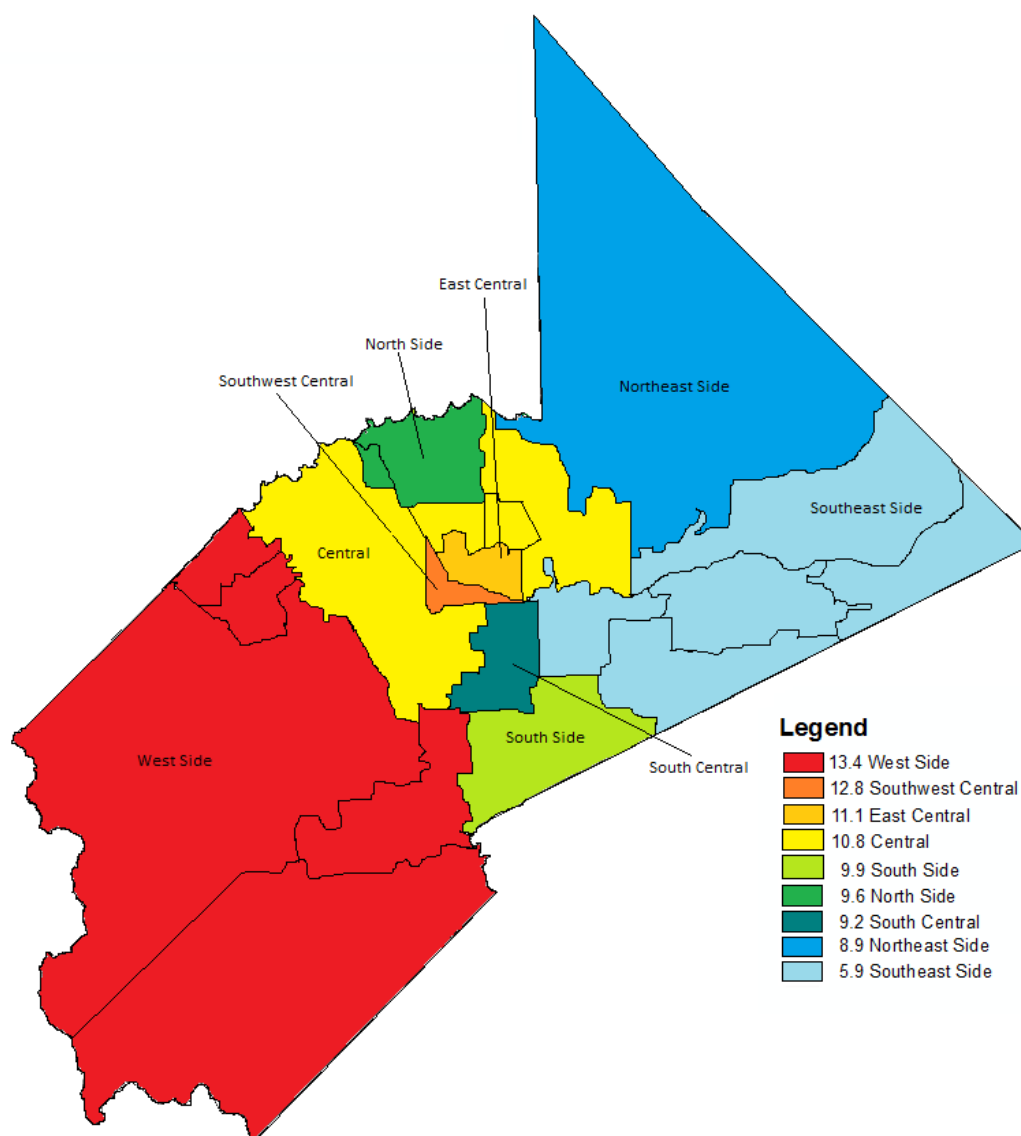 East Central
North Side
Southwest Central
Northeast Side
Southeast Side
Central
South Side
West Side
South Central
Legend
13.4 West Side
12.8 Southwest Central
11.1 East Central
10.8 Central
9.9 South Side
9.6 North Side
9.2 South Central
8.9 Northeast Side
5.9 Southeast Side